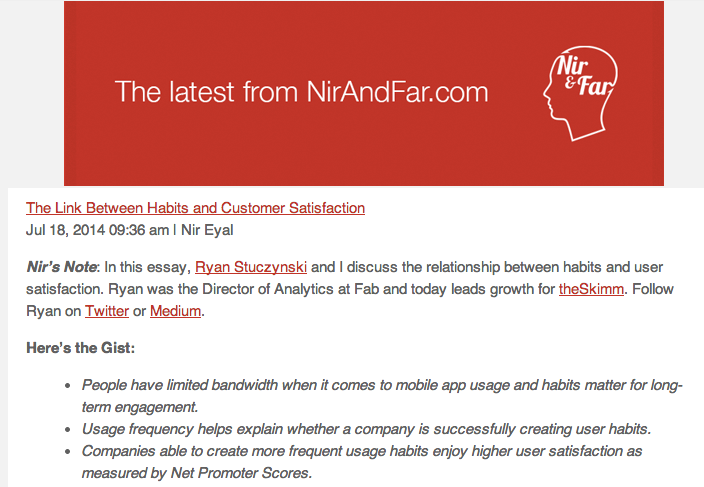 The latest from NirAndFar.com
Nir
& Far
The Link Between Habits and Customer Satisfaction
Jul 18, 2014 09:36 am | Nir Eyal
Nir's Note: In this essay, Ryan Stuczynski and I discuss the relationship between habits and user
satisfaction. Ryan was the Director of Analytics at Fab and today leads growth for theSkimm. Follow
Ryan on Twitter or Medium.
Here's the Gist:
• People have limited bandwidth when it comes to mobile app usage and habits matter for long-
term engagement.
• Usage frequency helps explain whether a company is successfully creating user habits.
• Companies able to create more frequent usage habits enjoy higher user satisfaction as
measured by Net Promoter Scores.